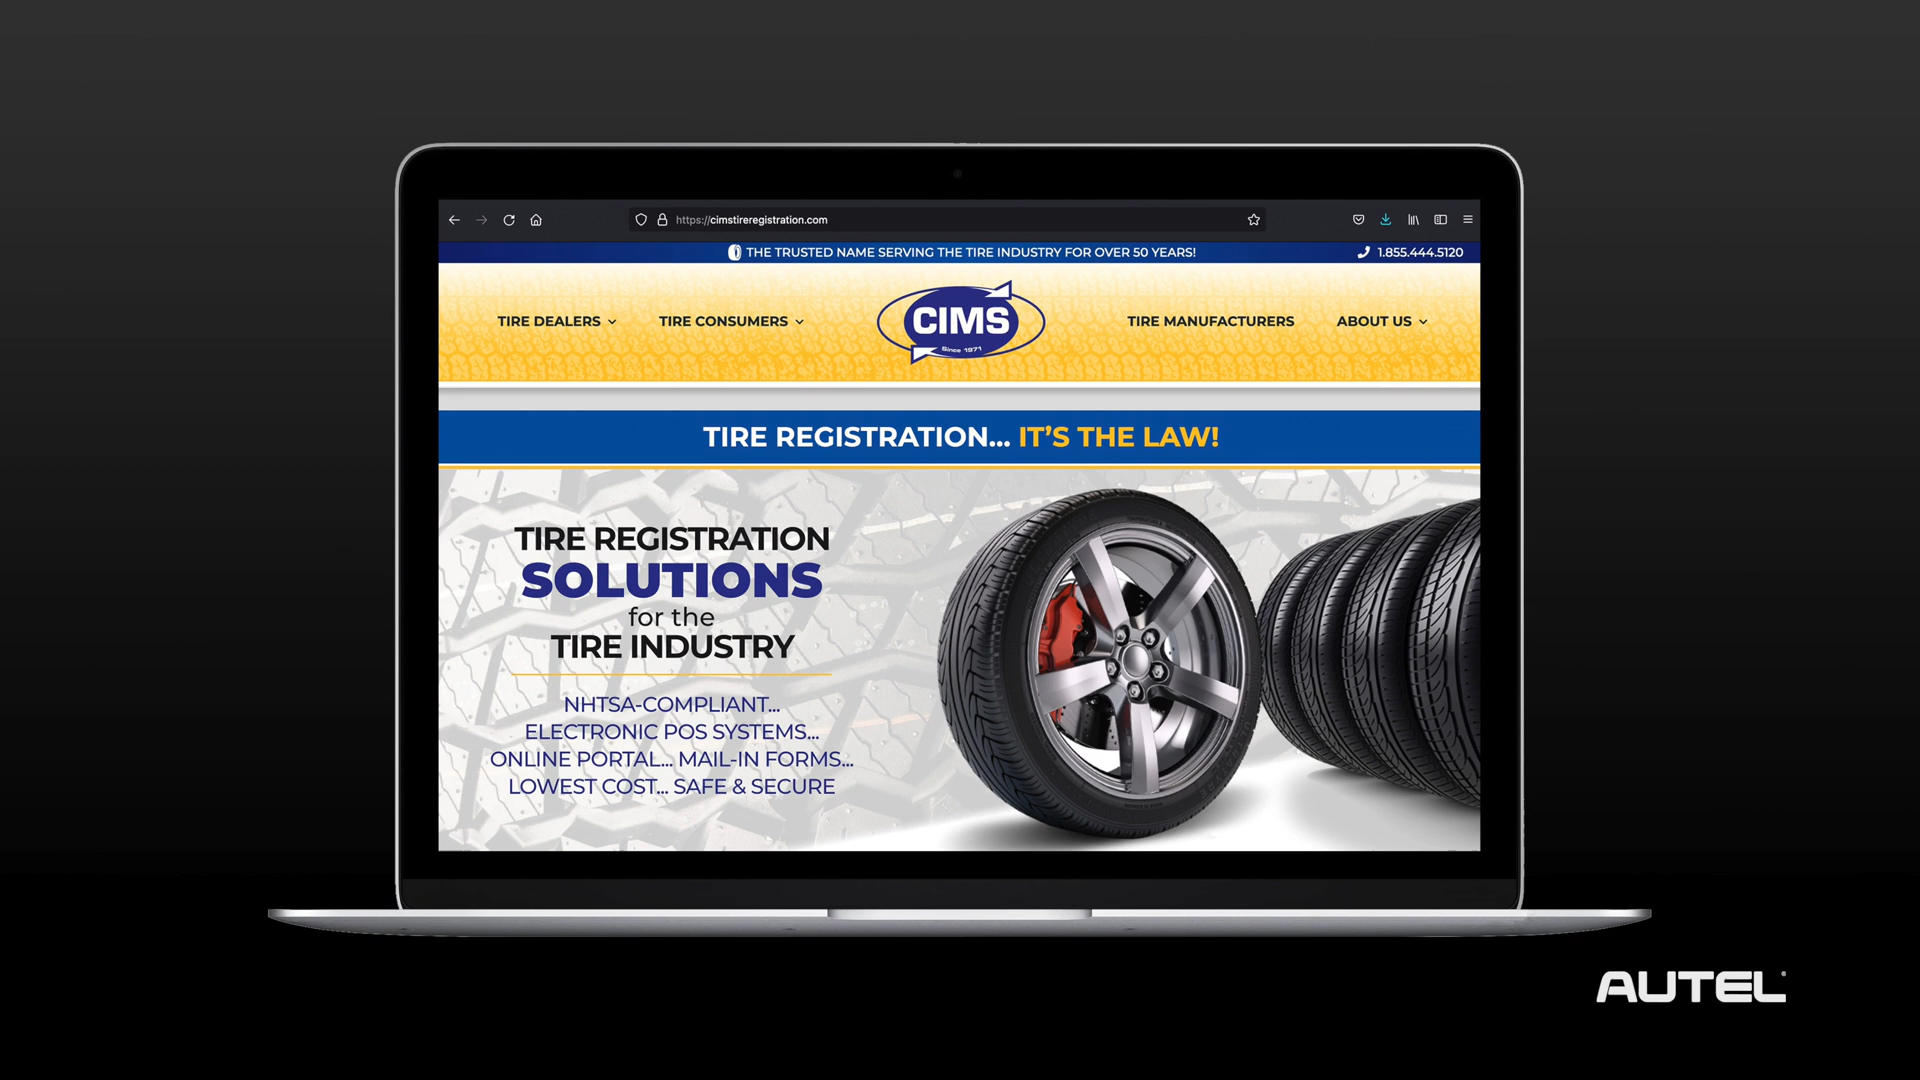 https://cimstireregistration.com
THE TRUSTED NAME SERVING THE TIRE INDUSTRY FOR OVER 50 YEARS!
1.855.444.5120
TIRE DEALERS
TIRE CONSUMERS
CIMS
Since 1971
TIRE MANUFACTURERS
ABOUT US
TIRE REGISTRATION... IT'S THE LAW!
TIRE REGISTRATION
SOLUTIONS
for the
TIRE INDUSTRY
NHTSA-COMPLIANT...
ELECTRONIC POS SYSTEMS...
ONLINE PORTAL... MAIL-IN FORMS...
LOWEST COST... SAFE & SECURE
AUTEL